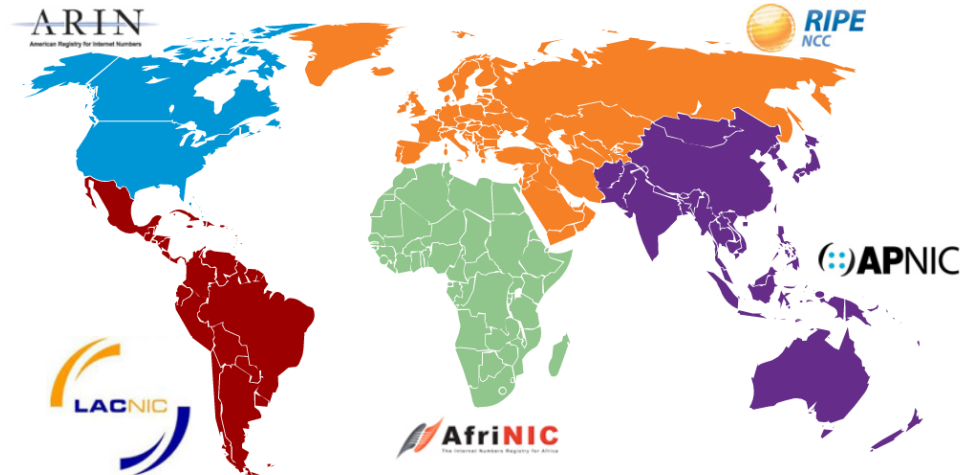 ARIN
American Registry for Internet Numbers
RIPE
NCC
APNIC
LACNIC
AfriNIC
The Internet Numbers Registry for Africa